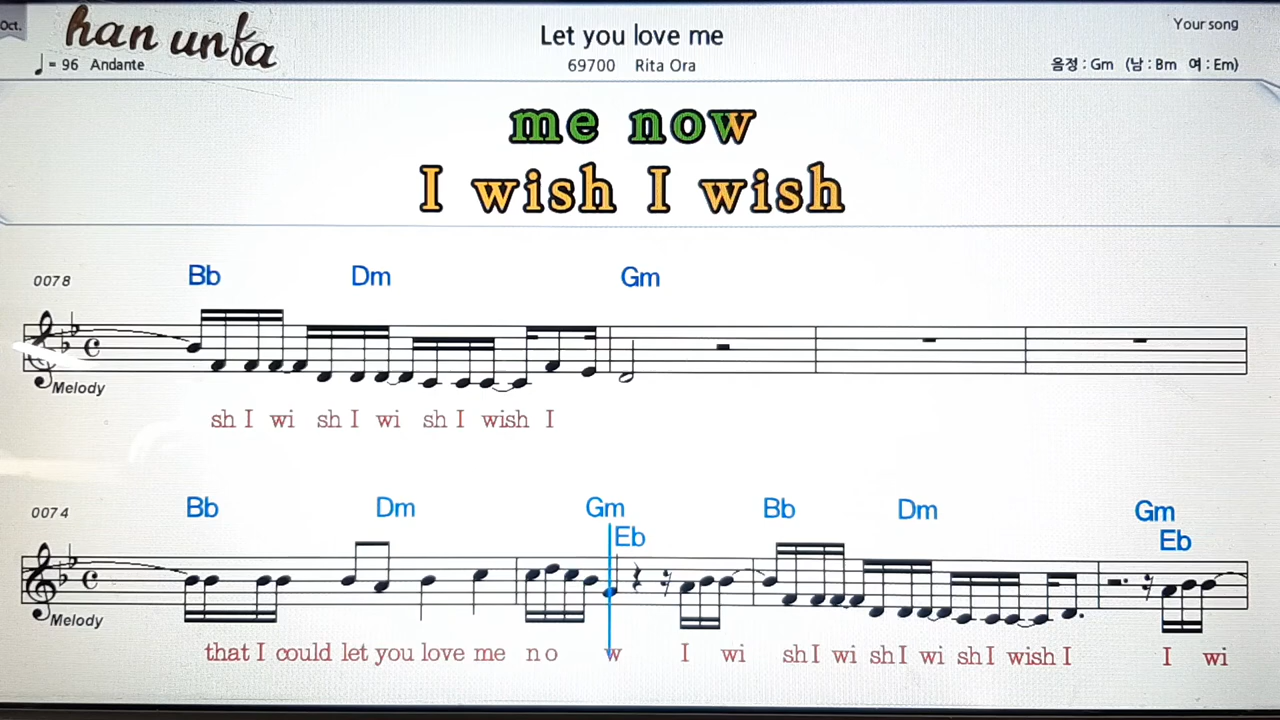 Oct.
han unfa
Let you love me
Your song
♩ = 96 Andante
69700 Rita Ora
음정 : Gm (남 : Bm 여 : Em)
me now
I wish I wish
0078
Bb Dm Gm
Melody
sh I wi sh I wi sh I wish I
0074
Bb Dm Gm Bb Dm Gm
Eb Eb
Melody
that I could let you love me no w I wi sh I wi sh I wi sh I wish I I wi